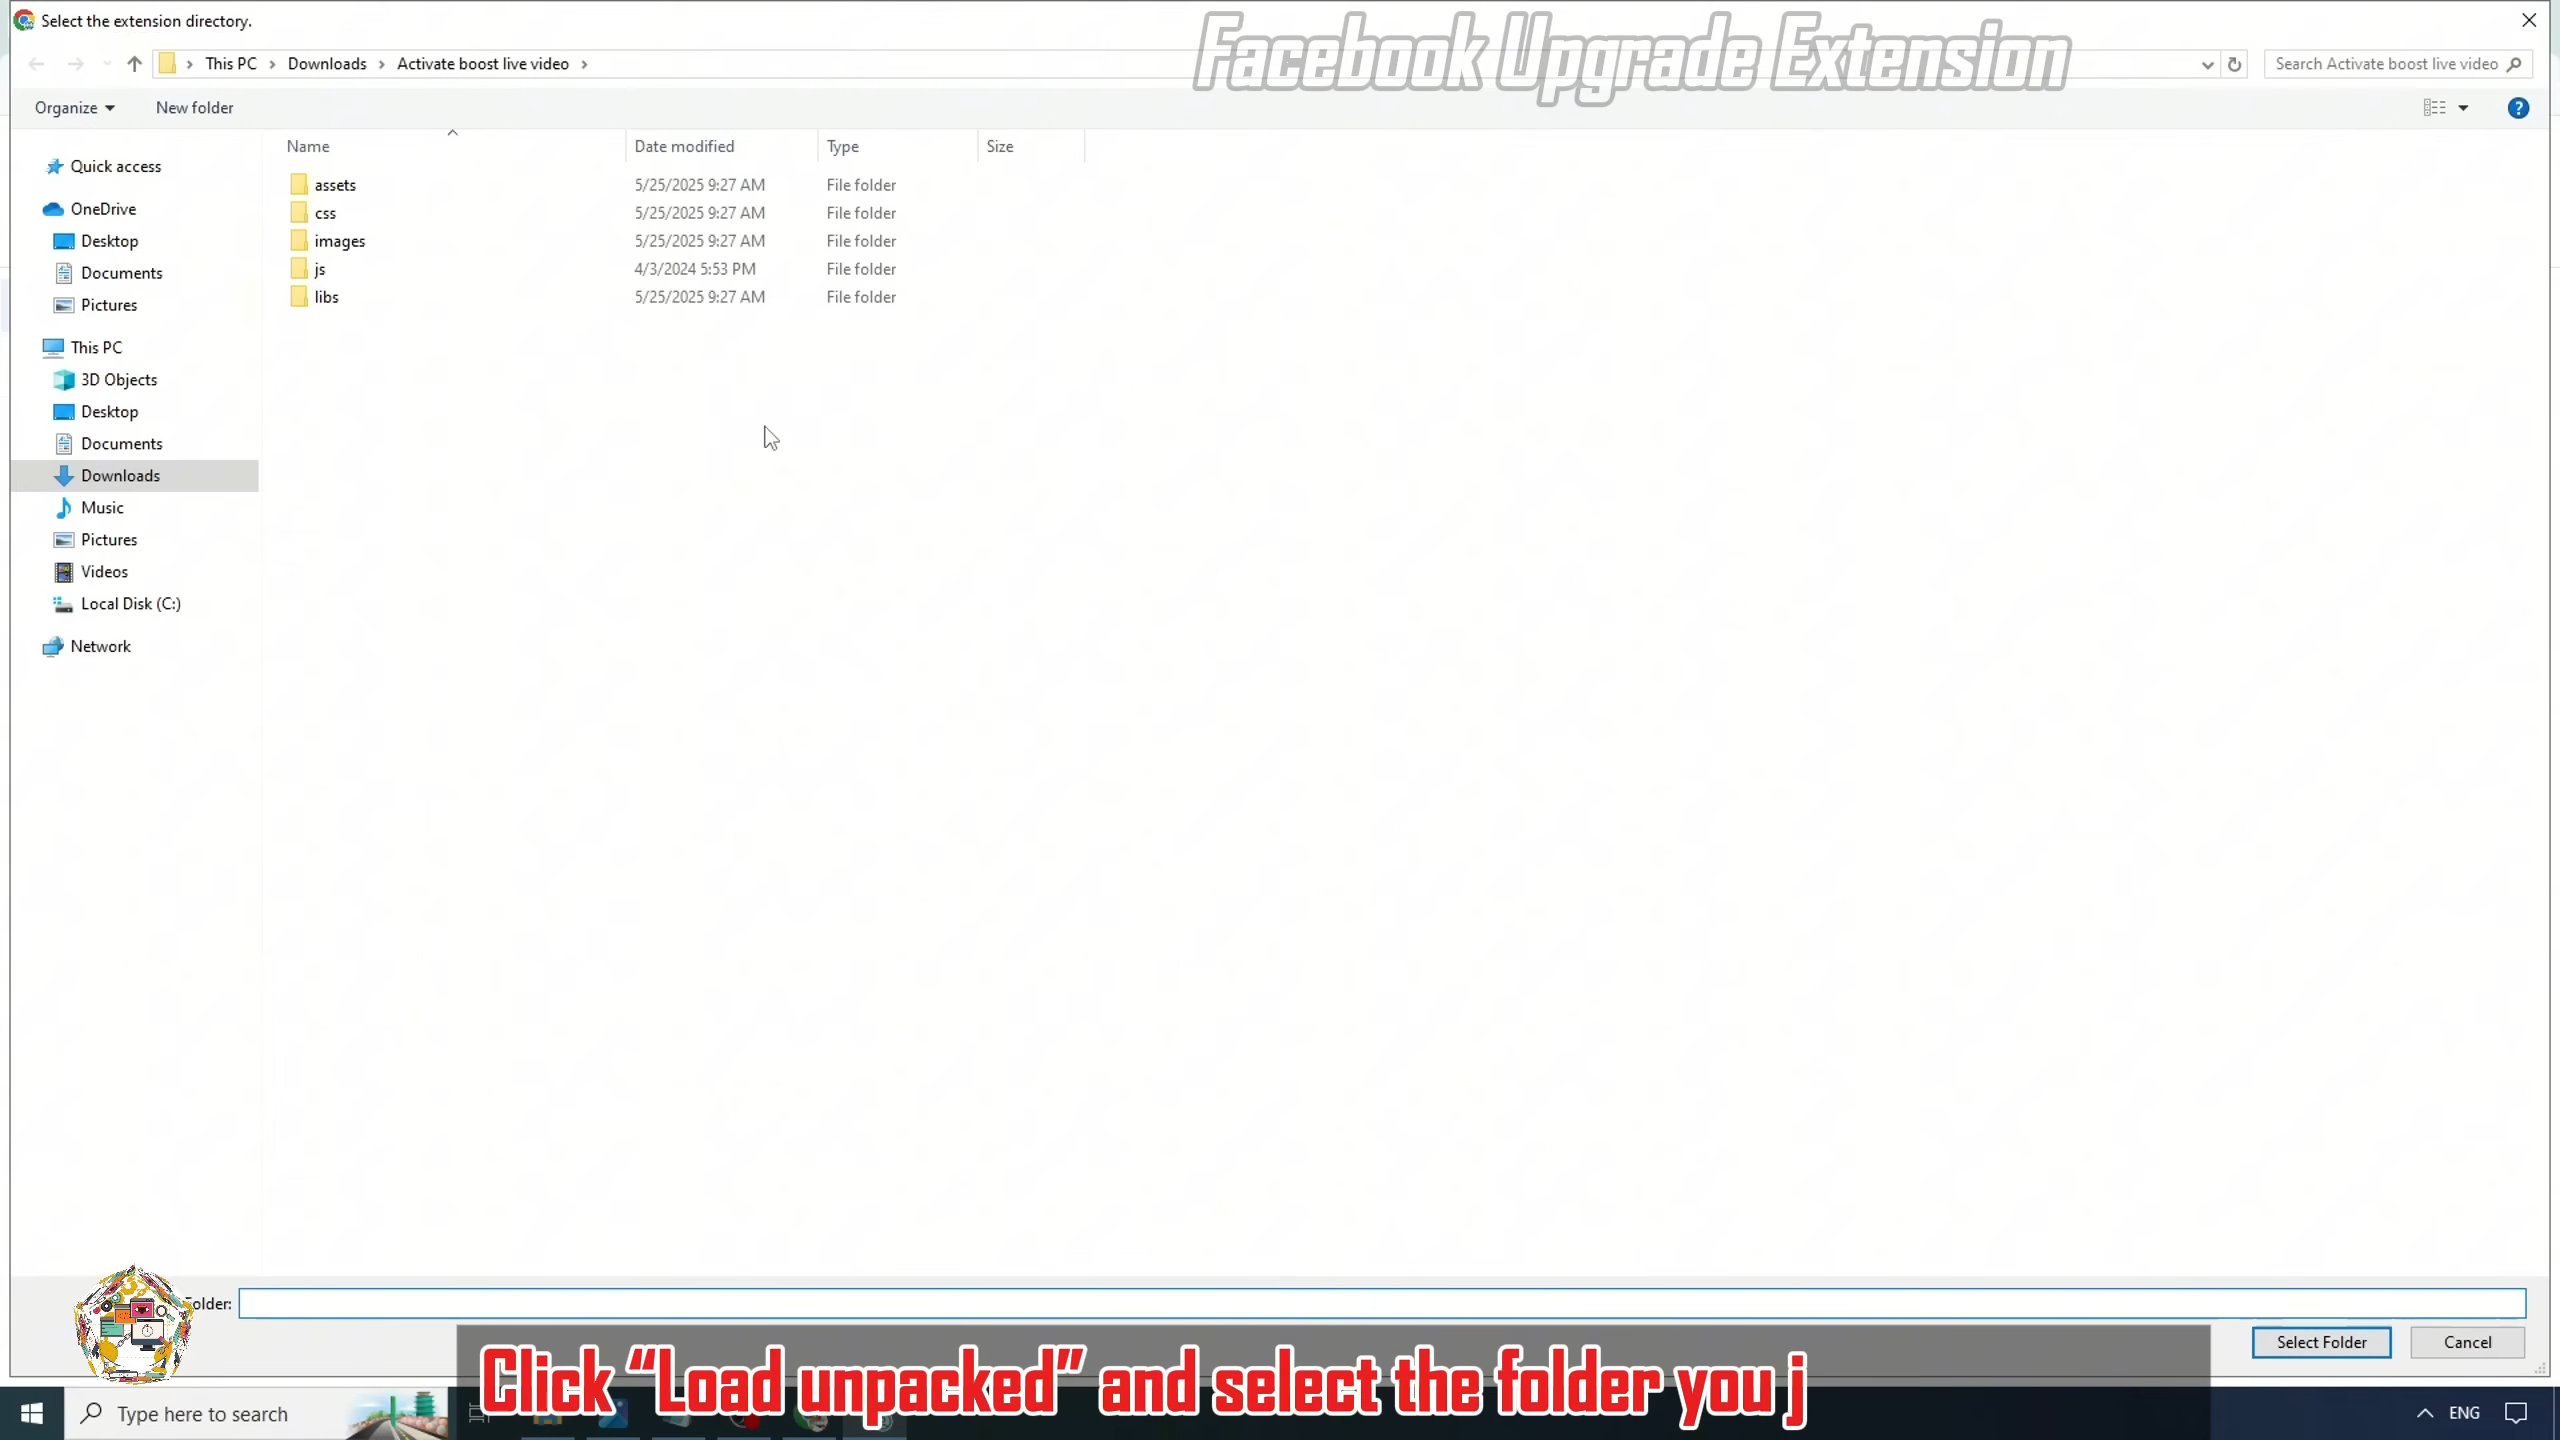 Select the extension directory.
Facebook Upgrade Extension
This PC
Downloads
Activate boost live video
Search Activate boost live video
Organize
New folder
Name
Date modified
Type
Size
Quick access
OneDrive
Desktop
Documents
Pictures
This PC
3D Objects
Desktop
Documents
Downloads
Music
Pictures
Videos
Local Disk (C:)
Network
assets 5/25/2025 9:27 AM File folder
css 5/25/2025 9:27 AM File folder
images 5/25/2025 9:27 AM File folder
js 4/3/2024 5:53 PM File folder
libs 5/25/2025 9:27 AM File folder
older:
Select Folder
Cancel
Click “Load unpacked” and select the folder you j
Type here to search
ENG